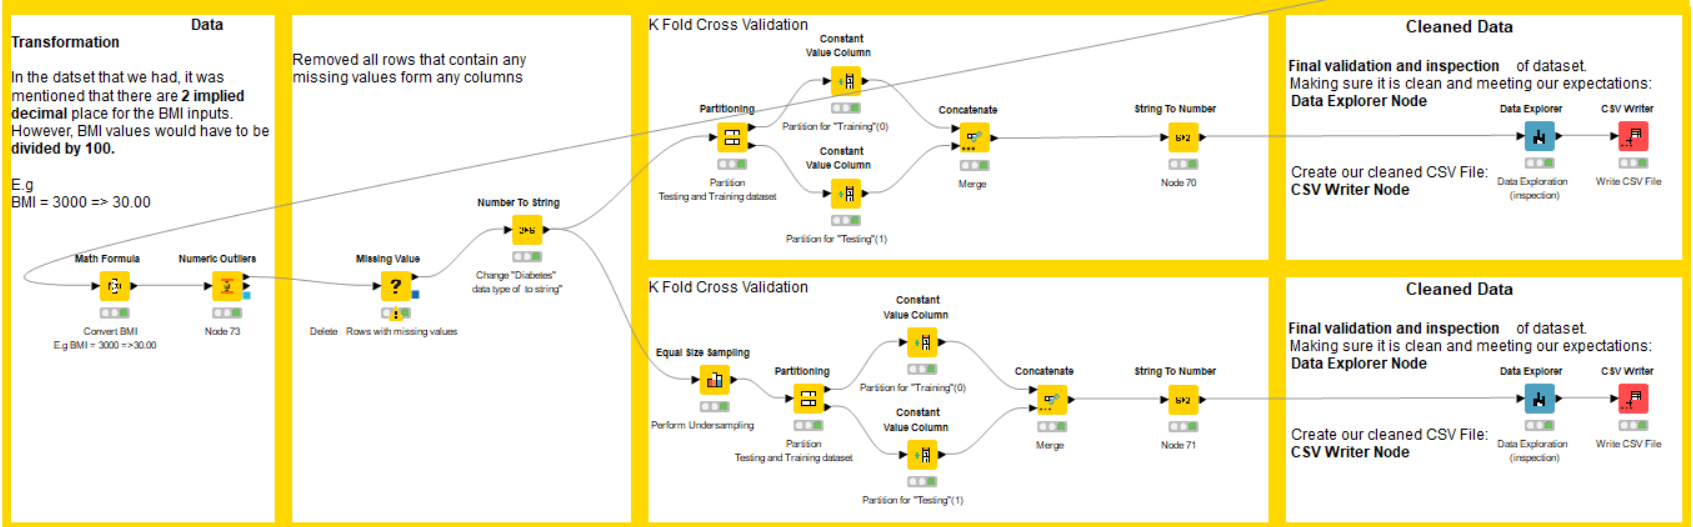 Data
Transformation
In the datset that we had, it was
mentioned that there are 2 implied
decimal place for the BMI inputs.
However, BMI values would have to be
divided by 100.
E.g
BMI = 3000 => 30.00
Math Formula
Convert BMI
E.g BMI = 3000 =>30.00
Numeric Outliers
Node 73
Removed all rows that contain any
missing values form any columns
Missing Value
?
Delete Rows with missing values
Number To String
Change "Diabetes"
data type of to string"
K Fold Cross Validation
Partitioning
Partition
Testing and Training dataset
Constant
Value Column
Partition for "Training"(0)
Constant
Value Column
Partition for "Testing"(1)
Concatenate
Merge
String To Number
S▸2
Node 70
Cleaned Data
Final validation and inspection of dataset.
Making sure it is clean and meeting our expectations:
Data Explorer Node
Create our cleaned CSV File:
CSV Writer Node
Data Explorer
Data Exploration
(inspection)
CSV Writer
Write CSV File
K Fold Cross Validation
Equal Size Sampling
Perform Undersampling
Partitioning
Partition
Testing and Training dataset
Constant
Value Column
Partition for "Training"(0)
Constant
Value Column
Partition for "Testing"(1)
Concatenate
Merge
String To Number
S▸2
Node 71
Cleaned Data
Final validation and inspection of dataset.
Making sure it is clean and meeting our expectations:
Data Explorer Node
Create our cleaned CSV File:
CSV Writer Node
Data Explorer
Data Exploration
(inspection)
CSV Writer
Write CSV File